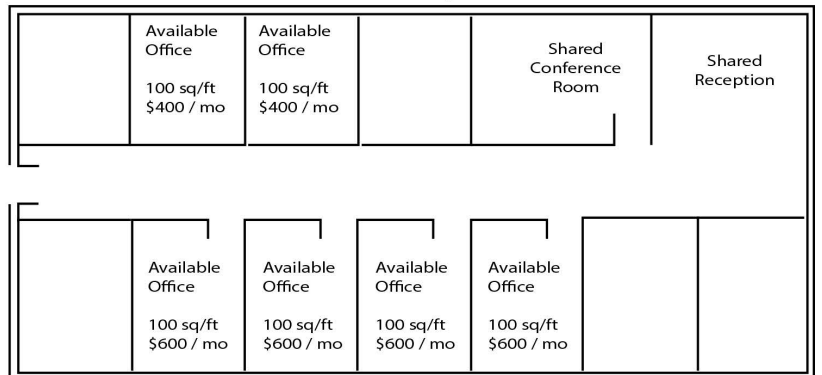 Available
Office
100 sq/ft
$400 / mo
Available
Office
100 sq/ft
$400 / mo
Shared
Conference
Room
Shared
Reception
Available
Office
100 sq/ft
$600 / mo
Available
Office
100 sq/ft
$600 / mo
Available
Office
100 sq/ft
$600 / mo
Available
Office
100 sq/ft
$600 / mo